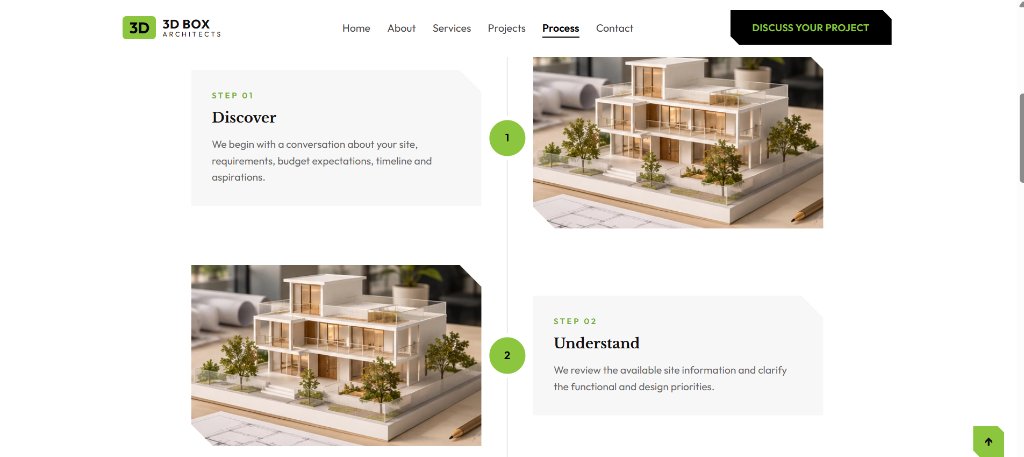 3D
3D BOX
ARCHITECTS
Home
About
Services
Projects
Process
Contact
DISCUSS YOUR PROJECT
STEP 01
Discover
We begin with a conversation about your site,
requirements, budget expectations, timeline and
aspirations.
1
2
STEP 02
Understand
We review the available site information and clarify
the functional and design priorities.